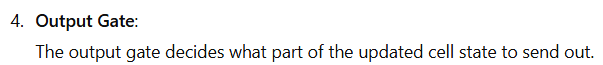 4. Output Gate:
The output gate decides what part of the updated cell state to send out.